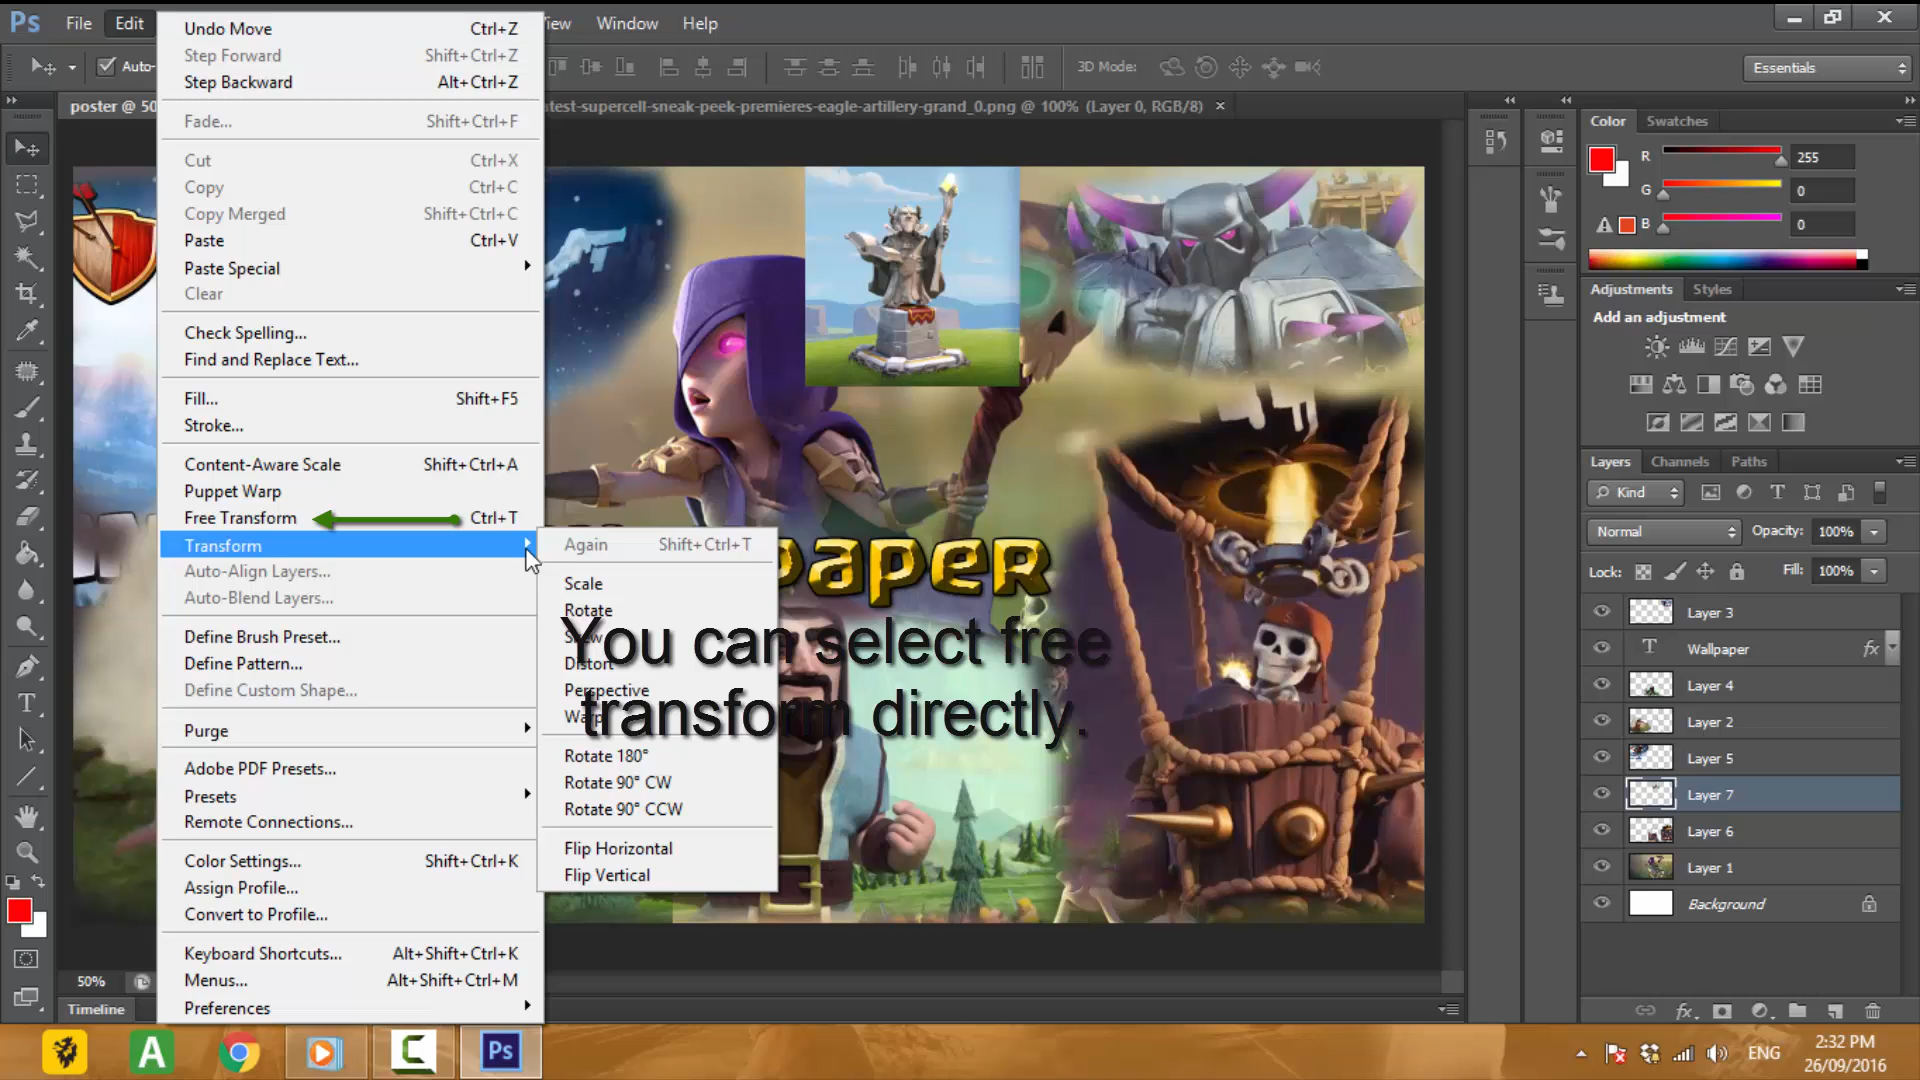 Ps File Edit View Window Help
Auto-
3D Mode:
Essentials
poster @ 50
test-supercell-sneak-peek-premieres-eagle-artillery-grand_0.png @ 100% (Layer 0, RGB/8) ×
Undo Move Ctrl+Z
Step Forward Shift+Ctrl+Z
Step Backward Alt+Ctrl+Z
Fade... Shift+Ctrl+F
Cut Ctrl+X
Copy Ctrl+C
Copy Merged Shift+Ctrl+C
Paste Ctrl+V
Paste Special
Clear
Check Spelling...
Find and Replace Text...
Fill... Shift+F5
Stroke...
Content-Aware Scale Shift+Ctrl+A
Puppet Warp
Free Transform Ctrl+T
Transform
Auto-Align Layers...
Auto-Blend Layers...
Define Brush Preset...
Define Pattern...
Define Custom Shape...
Purge
Adobe PDF Presets...
Presets
Remote Connections...
Color Settings... Shift+Ctrl+K
Assign Profile...
Convert to Profile...
Keyboard Shortcuts... Alt+Shift+Ctrl+K
Menus... Alt+Shift+Ctrl+M
Preferences
Again Shift+Ctrl+T
Scale
Rotate
Skew
Distort
Perspective
Warp
Rotate 180°
Rotate 90° CW
Rotate 90° CCW
Flip Horizontal
Flip Vertical
paper
You can select free
transform directly.
Color Swatches
R 255
G 0
B 0
Adjustments Styles
Add an adjustment
Layers Channels Paths
Kind
Normal Opacity: 100%
Lock: Fill: 100%
Layer 3
T Wallpaper fx
Layer 4
Layer 2
Layer 5
Layer 7
Layer 6
Layer 1
Background
fx
50%
Timeline
A
C
Ps
ENG
2:32 PM
26/09/2016